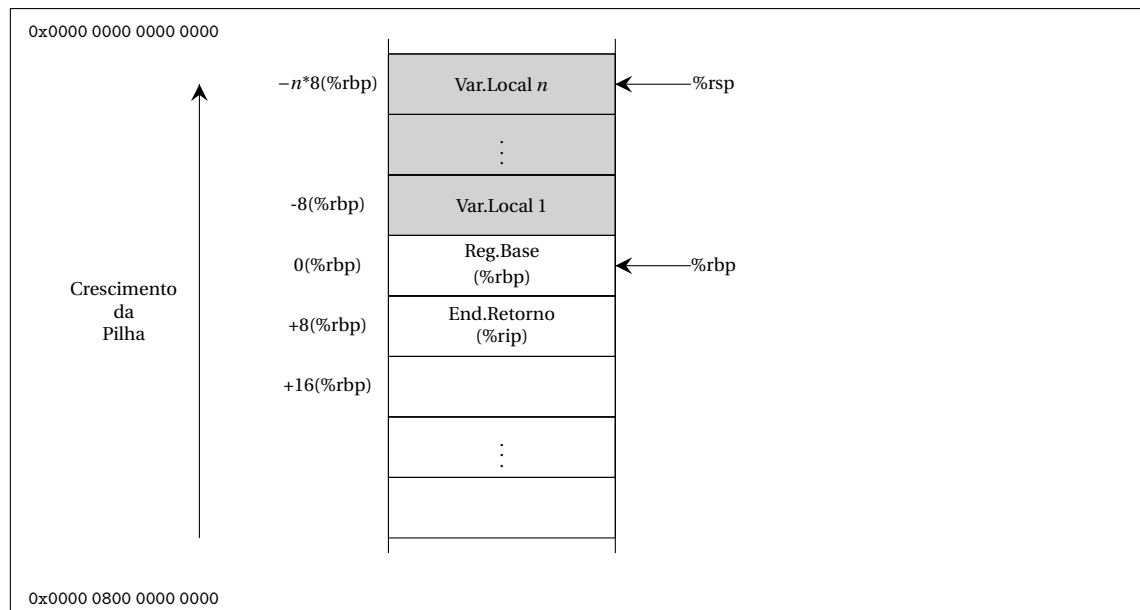 0x0000 0000 0000 0000
−n*8(%rbp) Var.Local n %rsp
⋮
-8(%rbp) Var.Local 1
0(%rbp) Reg.Base
(%rbp) %rbp
Crescimento
da
Pilha
+8(%rbp) End.Retorno
(%rip)
+16(%rbp)
⋮
0x0000 0800 0000 0000